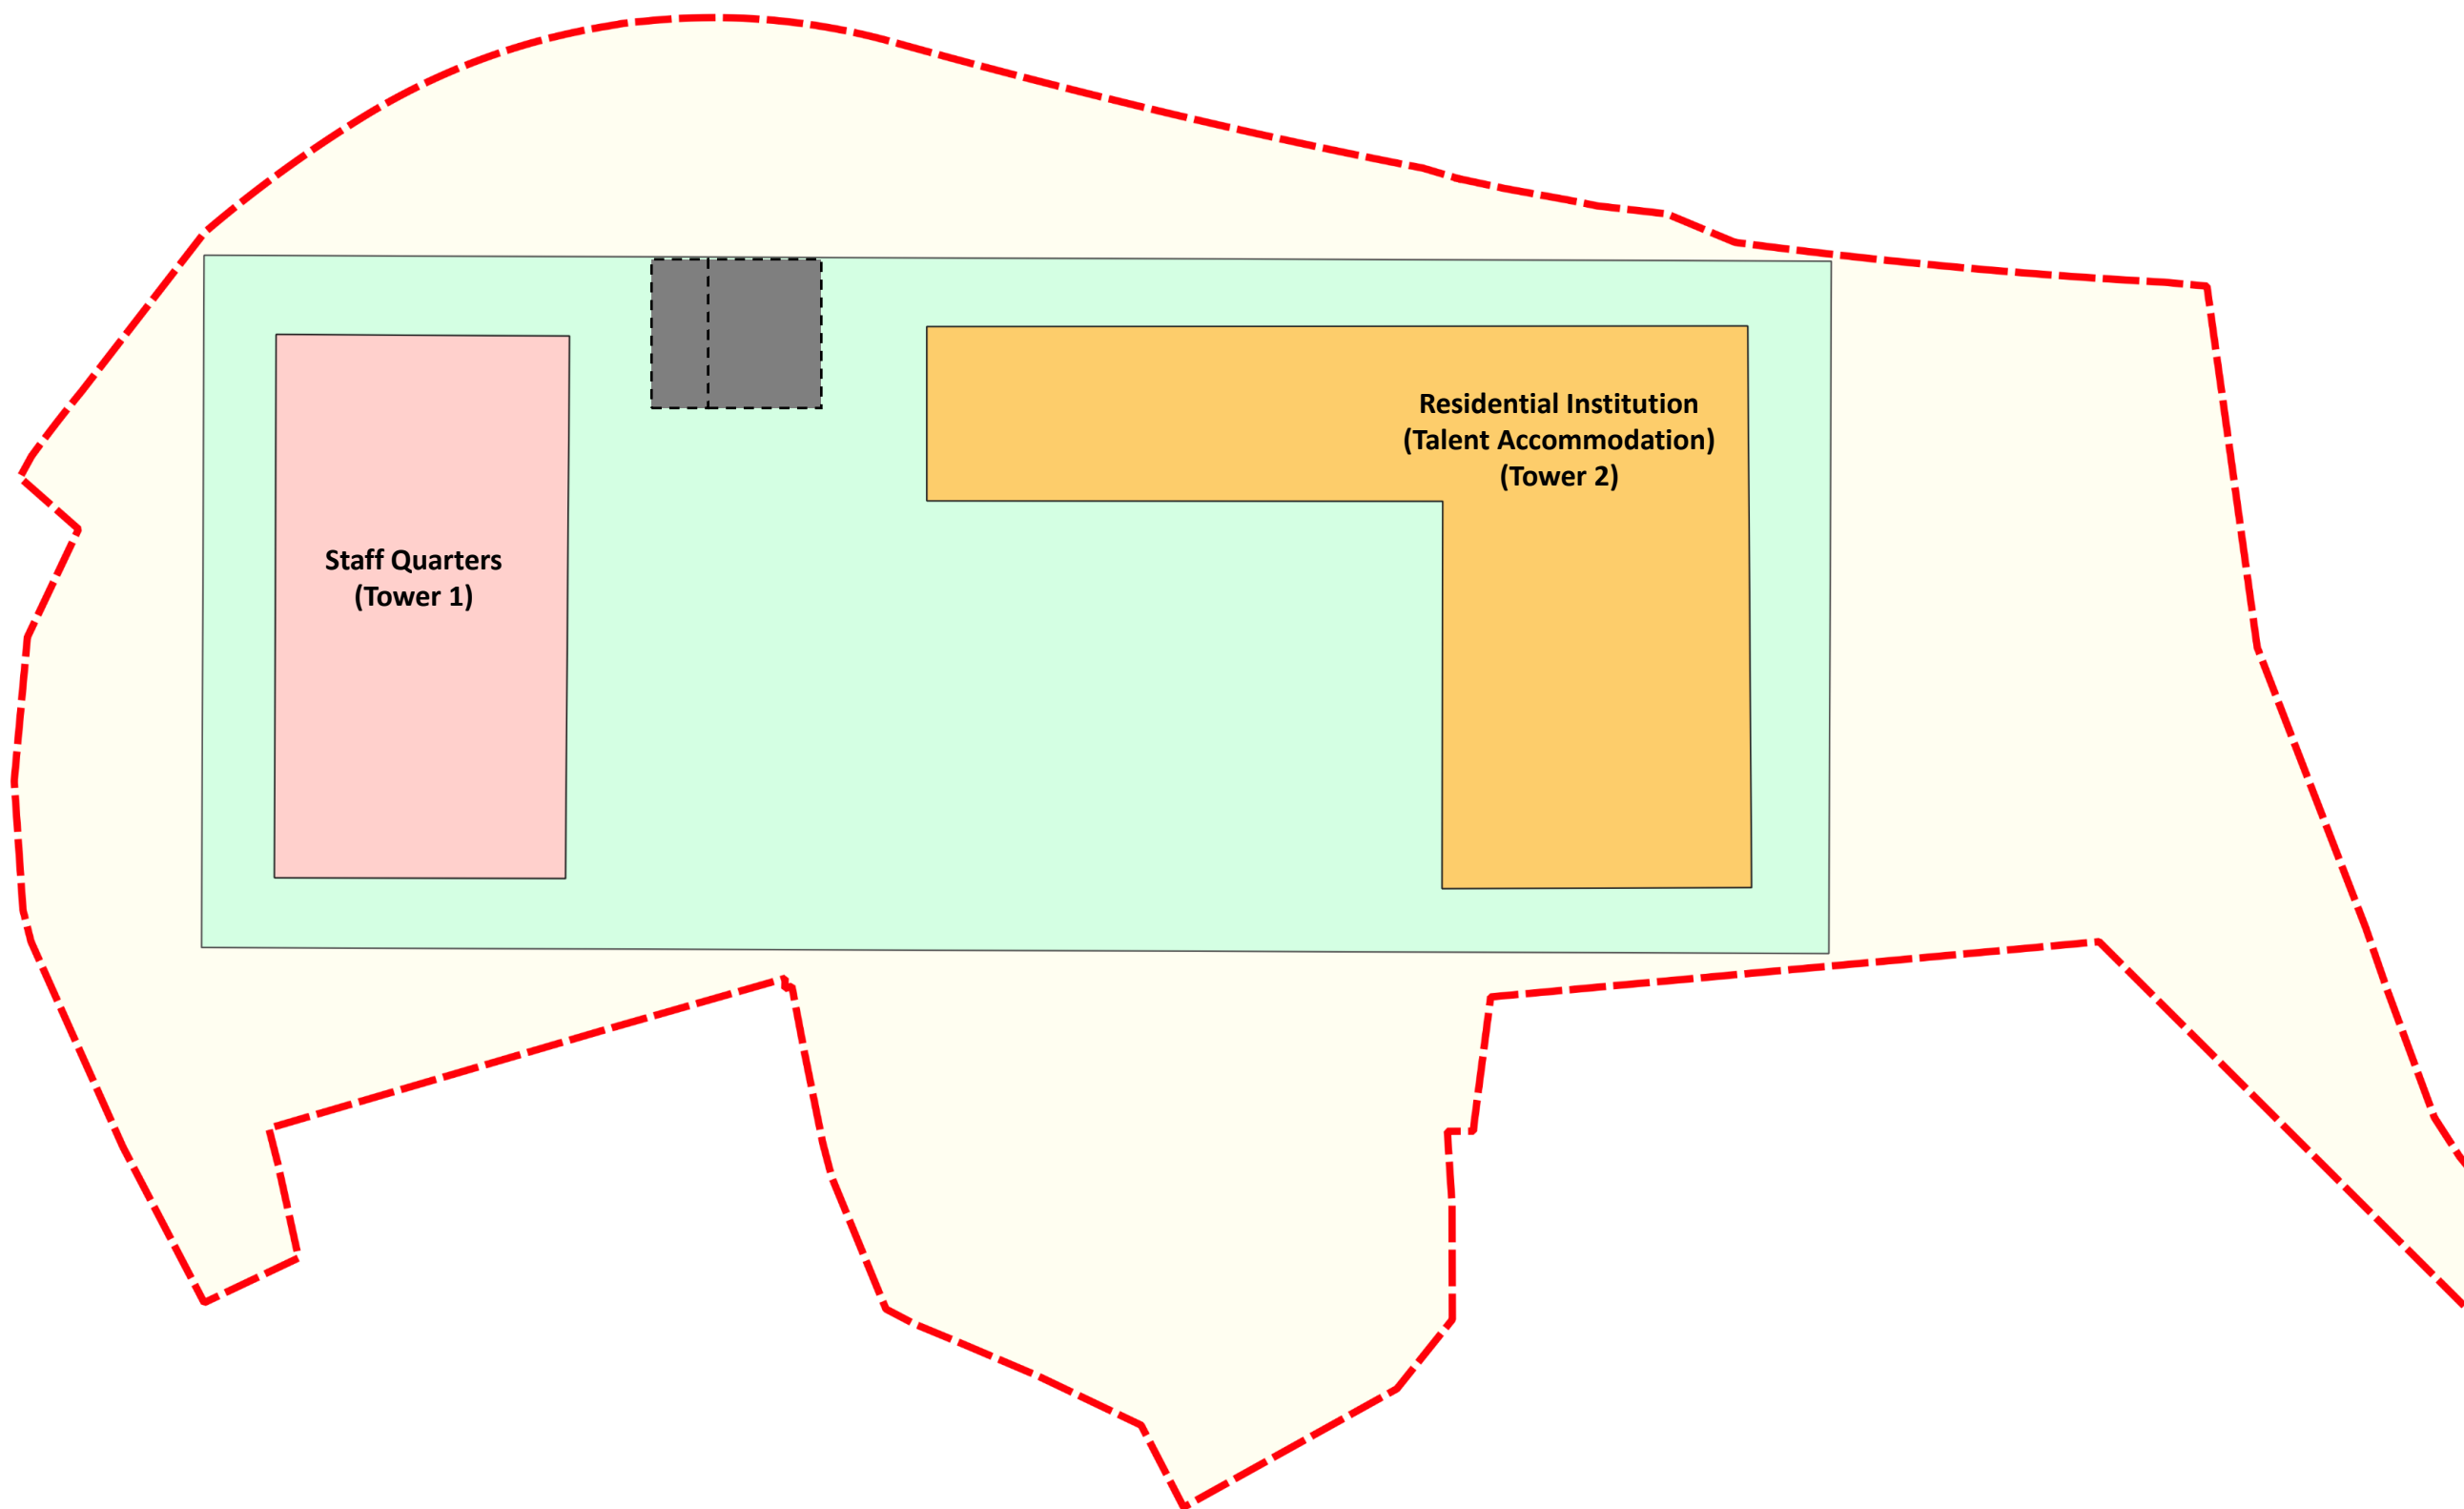 Residential Institution
(Talent Accommodation)
(Tower 2)
Staff Quarters
(Tower 1)